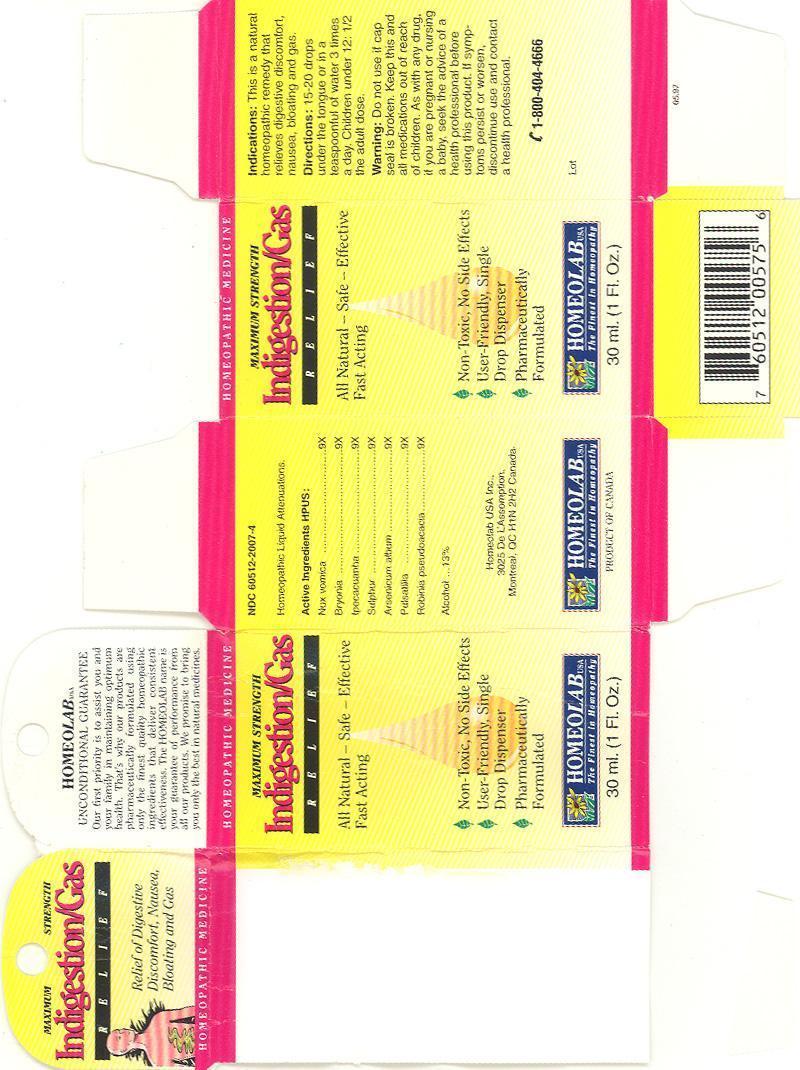 Indications: This is a natural
homeopathic remedy that
relieves digestive discomfort,
nausea, bloating and gas.
Directions: 15-20 drops
under the tongue or in a
teaspoonful of water 3 times
a day. Children under 12: 1/2
the adult dose.
Warning: Do not use if cap
seal is broken. Keep this and
all medications out of reach
of children. As with any drug,
if you are pregnant or nursing
a baby, seek the advice of a
health professional before
using this product. If symp-
toms persist or worsen,
discontinue use and contact
a health professional.
1-800-404-4666
Lot
05.97
HOMEOPATHIC MEDICINE
MAXIMUM STRENGTH
Indigestion/Gas
RELIEF
All Natural – Safe – Effective
Fast Acting
Non-Toxic, No Side Effects
User-Friendly, Single
Drop Dispenser
Pharmaceutically
Formulated
HOMEOLAB USA
The Finest in Homeopathy
30 ml. (1 Fl. Oz.)
7 60512 00575 6
NDC 60512-2007-4
Homeopathic Liquid Attenuations.
Active Ingredients HPUS:
Nux vomica ..........9X
Bryonia ..........9X
Ipecacuanha ..........9X
Sulphur ..........9X
Arsenicum album ..........9X
Pulsatilla ..........9X
Robinia pseudoacacia ..........9X
Alcohol ...13%
Homeolab USA Inc.,
3025 De L'Assomption,
Montreal, QC H1N 2H2 Canada.
HOMEOLAB USA
The Finest in Homeopathy
PRODUCT OF CANADA
HOMEOPATHIC MEDICINE
MAXIMUM STRENGTH
Indigestion/Gas
RELIEF
All Natural – Safe – Effective
Fast Acting
Non-Toxic, No Side Effects
User-Friendly, Single
Drop Dispenser
Pharmaceutically
Formulated
HOMEOLAB USA
The Finest in Homeopathy
30 ml. (1 Fl. Oz.)
HOMEOLAB USA
UNCONDITIONAL GUARANTEE
Our first priority is to assist you and
your family in maintaining optimum
health. That's why our products are
pharmaceutically formulated using
only the finest quality homeopathic
ingredients that deliver consistent
effectiveness. The HOMEOLAB name is
your guarantee of performance from
all our products. We promise to bring
you only the best in natural medicines.
MAXIMUM STRENGTH
Indigestion/Gas
RELIEF
Relief of Digestive
Discomfort, Nausea,
Bloating and Gas
HOMEOPATHIC MEDICINE